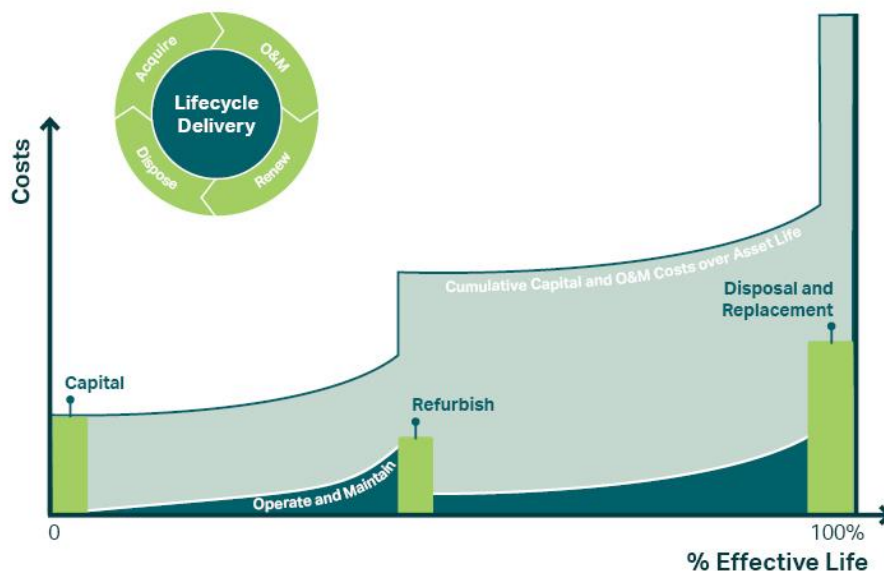 Acquire
O&M
Lifecycle
Delivery
Dispose
Renew
Costs
Cumulative Capital and O&M Costs over Asset Life
Disposal and
Replacement
Capital
Refurbish
Operate and Maintain
0
100%
% Effective Life